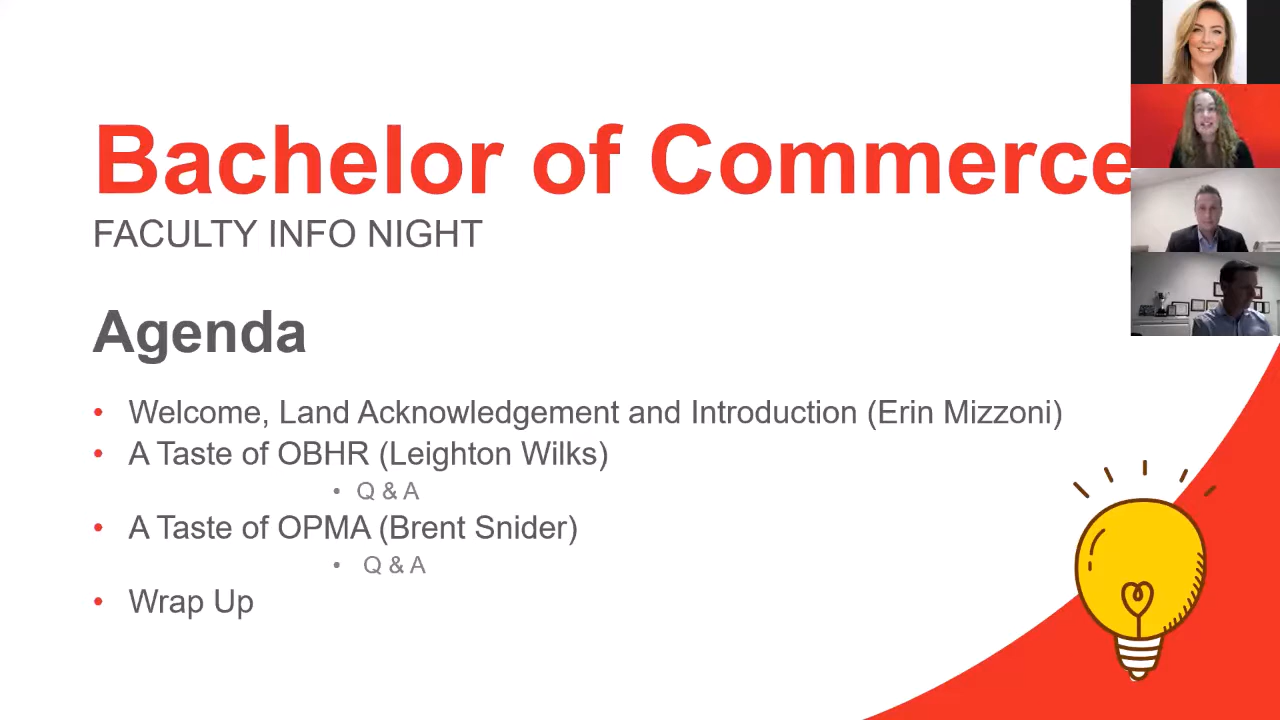 Bachelor of Commerce
FACULTY INFO NIGHT
Agenda
• Welcome, Land Acknowledgement and Introduction (Erin Mizzoni)
• A Taste of OBHR (Leighton Wilks)
• Q & A
• A Taste of OPMA (Brent Snider)
• Q & A
• Wrap Up